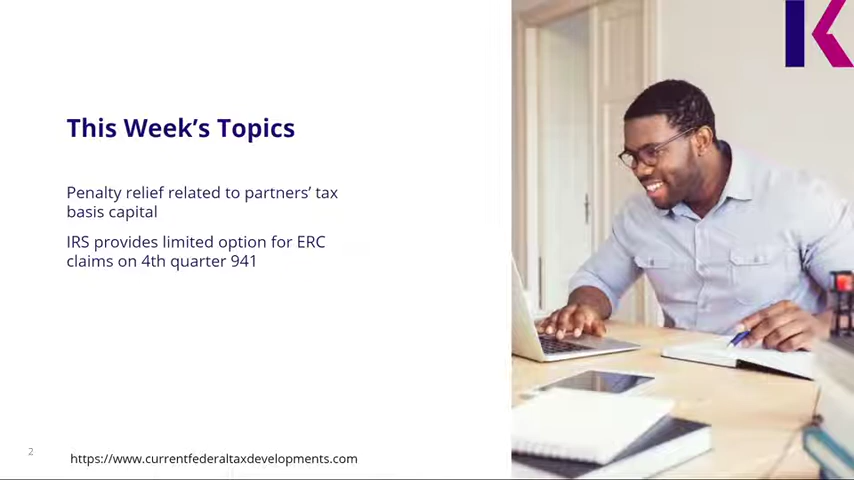 This Week’s Topics
Penalty relief related to partners’ tax
basis capital
IRS provides limited option for ERC
claims on 4th quarter 941
2
https://www.currentfederaltaxdevelopments.com